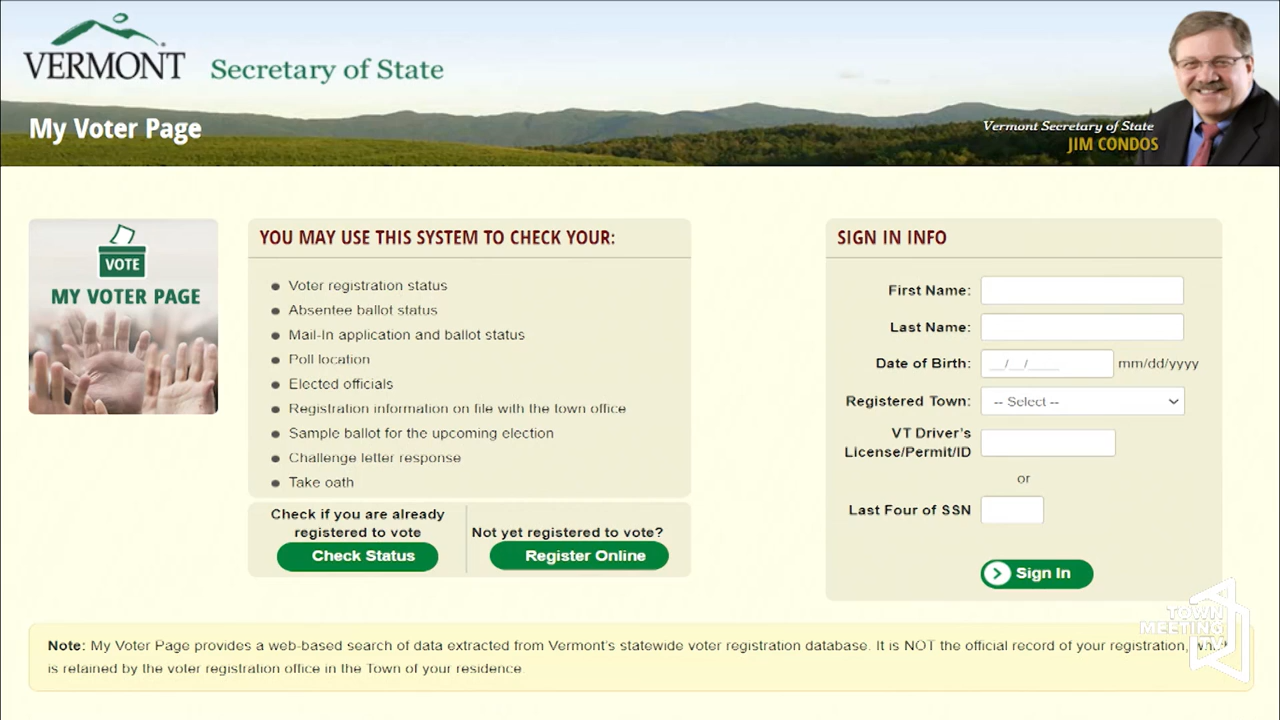 VERMONT
Secretary of State
My Voter Page
Vermont Secretary of State
JIM CONDOS
VOTE
MY VOTER PAGE
YOU MAY USE THIS SYSTEM TO CHECK YOUR:
Voter registration status
Absentee ballot status
Mail-In application and ballot status
Poll location
Elected officials
Registration information on file with the town office
Sample ballot for the upcoming election
Challenge letter response
Take oath
Check if you are already
registered to vote
Check Status
Not yet registered to vote?
Register Online
SIGN IN INFO
First Name:
Last Name:
Date of Birth: __/__/____ mm/dd/yyyy
Registered Town: -- Select --
VT Driver's
License/Permit/ID
or
Last Four of SSN
Sign In
TOWN
MEETING
TV
Note: My Voter Page provides a web-based search of data extracted from Vermont's statewide voter registration database. It is NOT the official record of your registration,
is retained by the voter registration office in the Town of your residence.